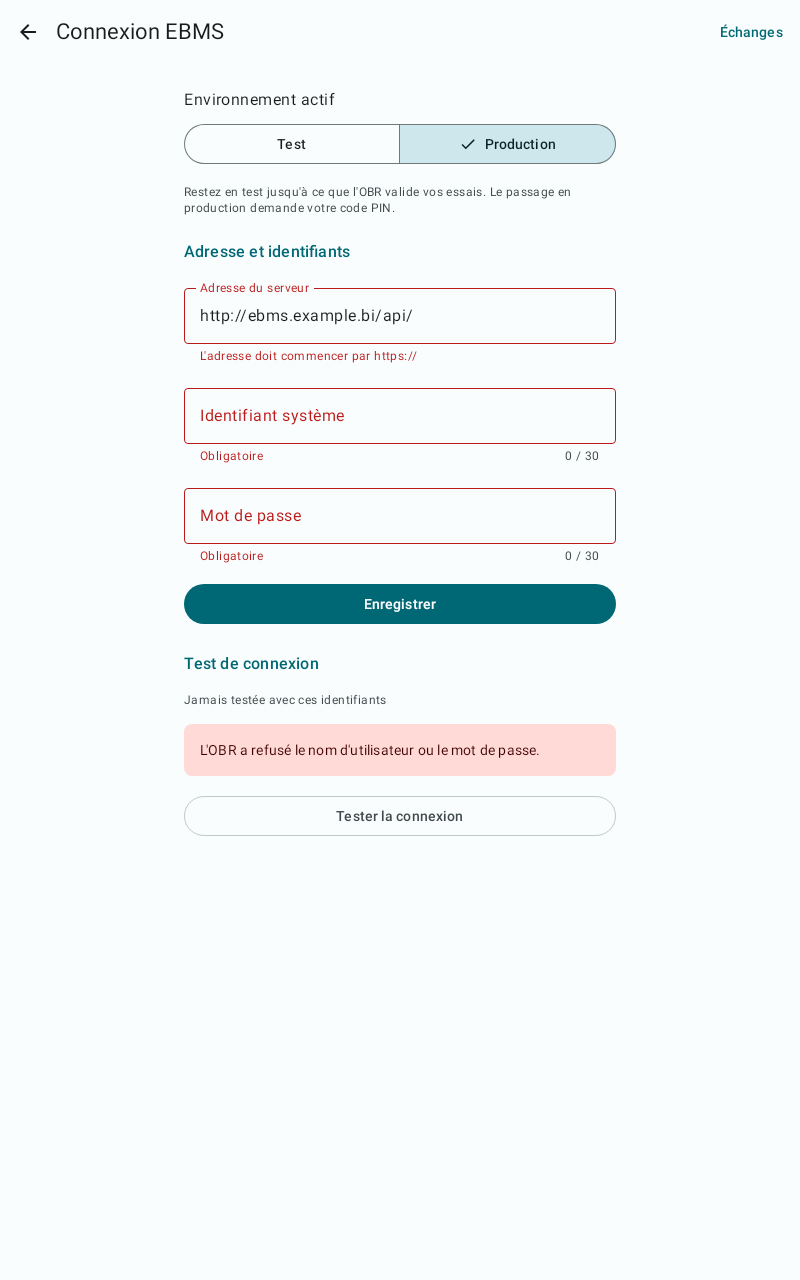 Connexion EBMS
Échanges
Environnement actif
Test
Production
Restez en test jusqu'à ce que l'OBR valide vos essais. Le passage en
production demande votre code PIN.
Adresse et identifiants
Adresse du serveur
http://ebms.example.bi/api/
L'adresse doit commencer par https://
Identifiant système
Obligatoire
0 / 30
Mot de passe
Obligatoire
0 / 30
Enregistrer
Test de connexion
Jamais testée avec ces identifiants
L'OBR a refusé le nom d'utilisateur ou le mot de passe.
Tester la connexion